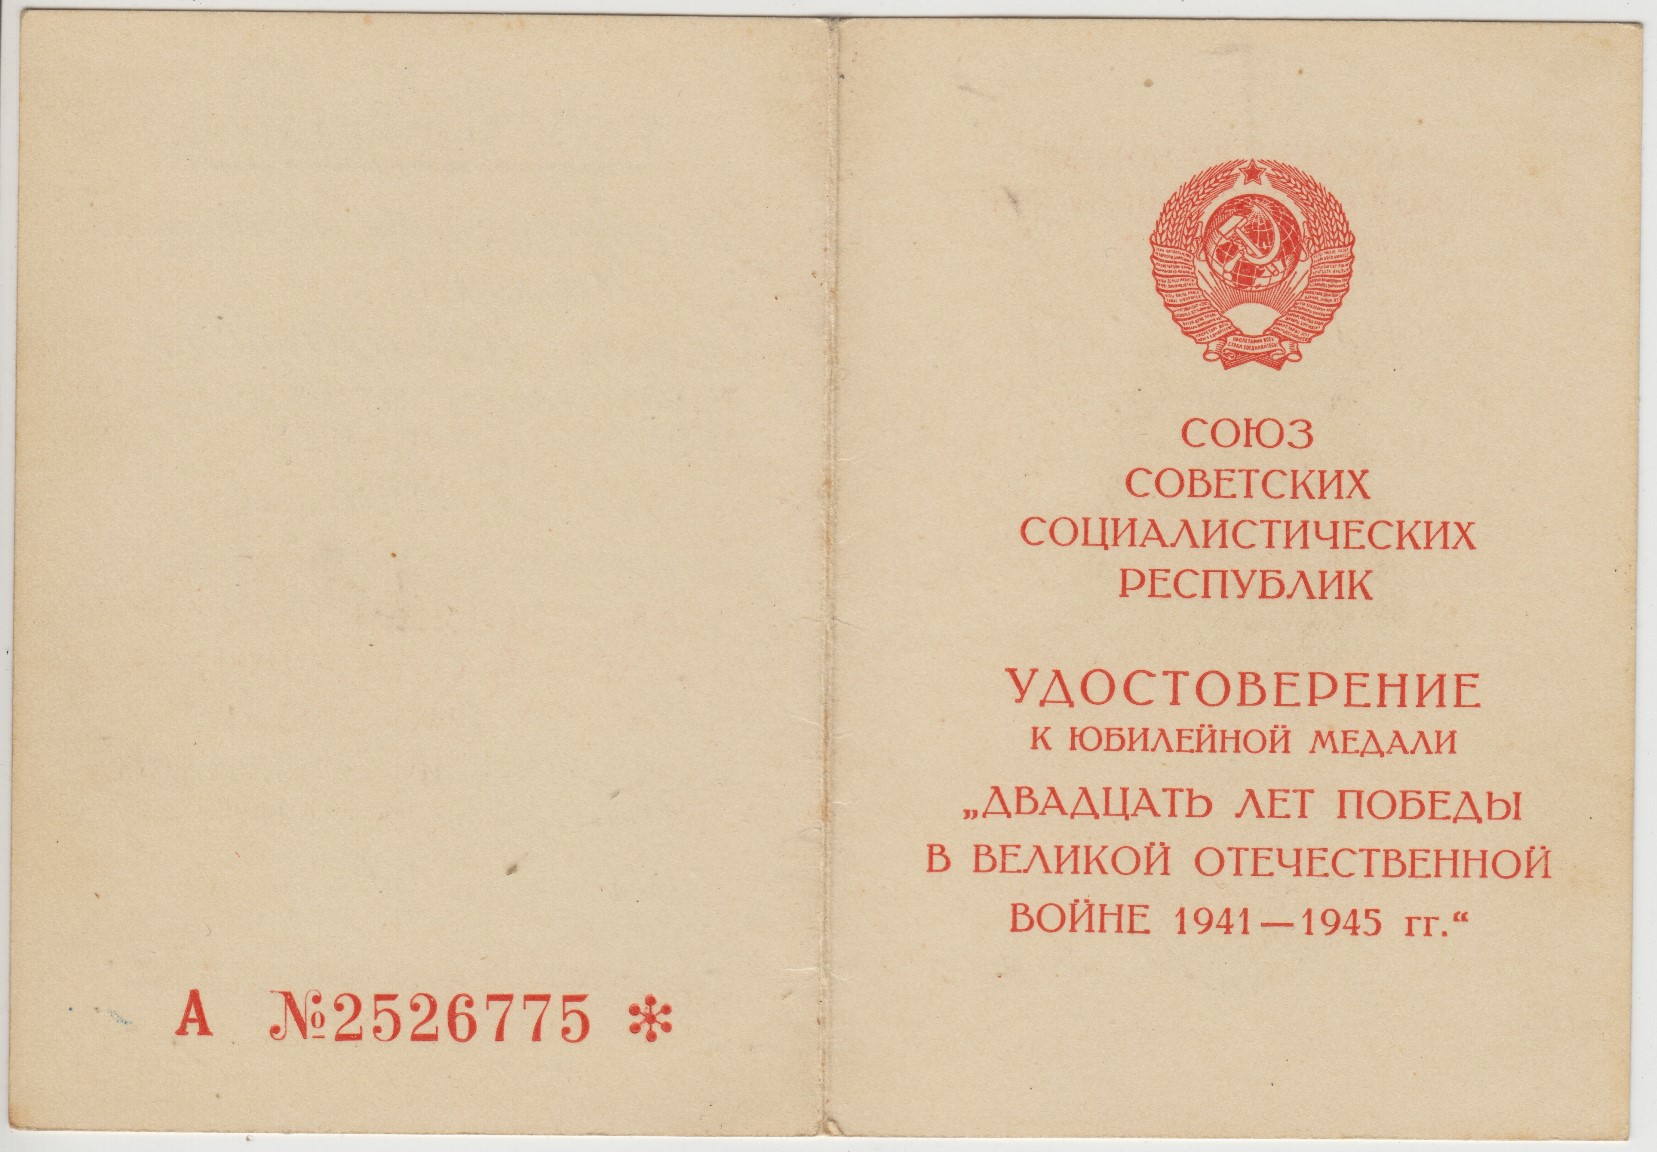 СОЮЗ
СОВЕТСКИХ
СОЦИАЛИСТИЧЕСКИХ
РЕСПУБЛИК
УДОСТОВЕРЕНИЕ
К ЮБИЛЕЙНОЙ МЕДАЛИ
„ДВАДЦАТЬ ЛЕТ ПОБЕДЫ
В ВЕЛИКОЙ ОТЕЧЕСТВЕННОЙ
ВОЙНЕ 1941—1945 гг.“
А №2526775 *